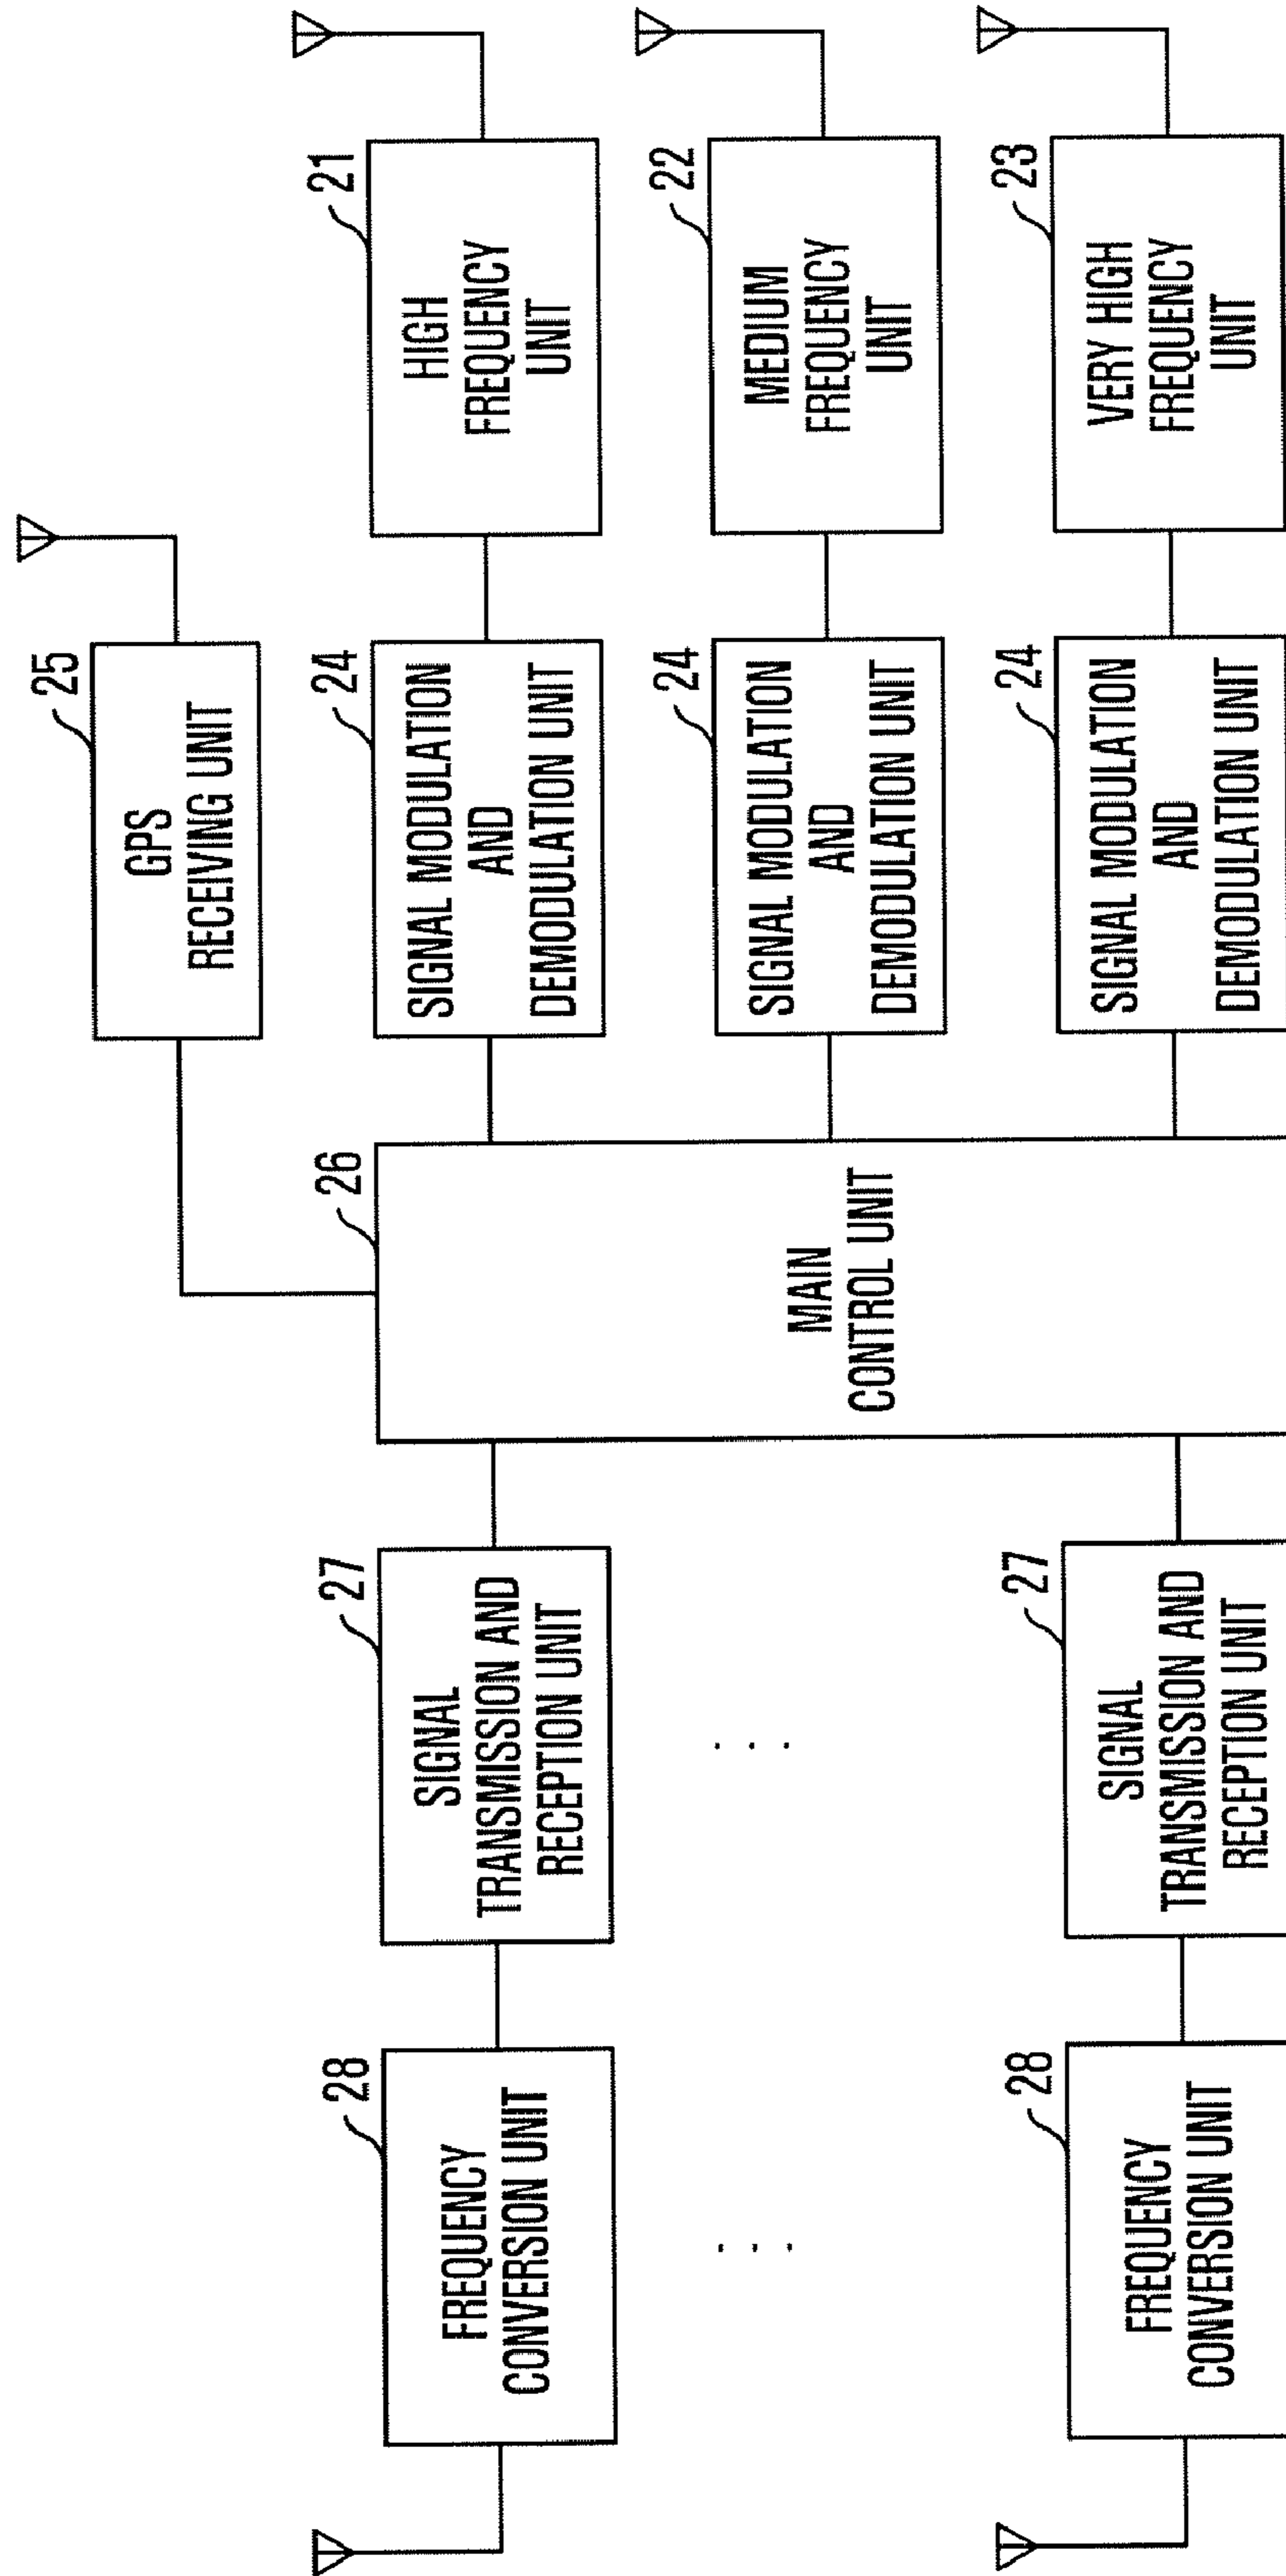 25
GPS
RECEIVING UNIT
28
FREQUENCY
CONVERSION UNIT
27
SIGNAL
TRANSMISSION AND
RECEPTION UNIT
26
MAIN
CONTROL UNIT
24
SIGNAL MODULATION
AND
DEMODULATION UNIT
21
HIGH
FREQUENCY
UNIT
. . .
. . .
24
SIGNAL MODULATION
AND
DEMODULATION UNIT
22
MEDIUM
FREQUENCY
UNIT
28
FREQUENCY
CONVERSION UNIT
27
SIGNAL
TRANSMISSION AND
RECEPTION UNIT
24
SIGNAL MODULATION
AND
DEMODULATION UNIT
23
VERY HIGH
FREQUENCY
UNIT